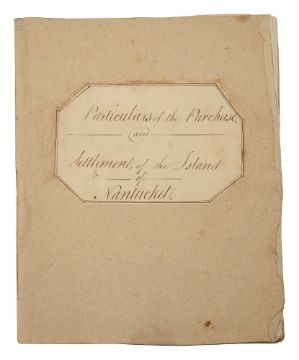 Particulars of the Purchase
and
Settlement, of the Island
of
Nantucket.